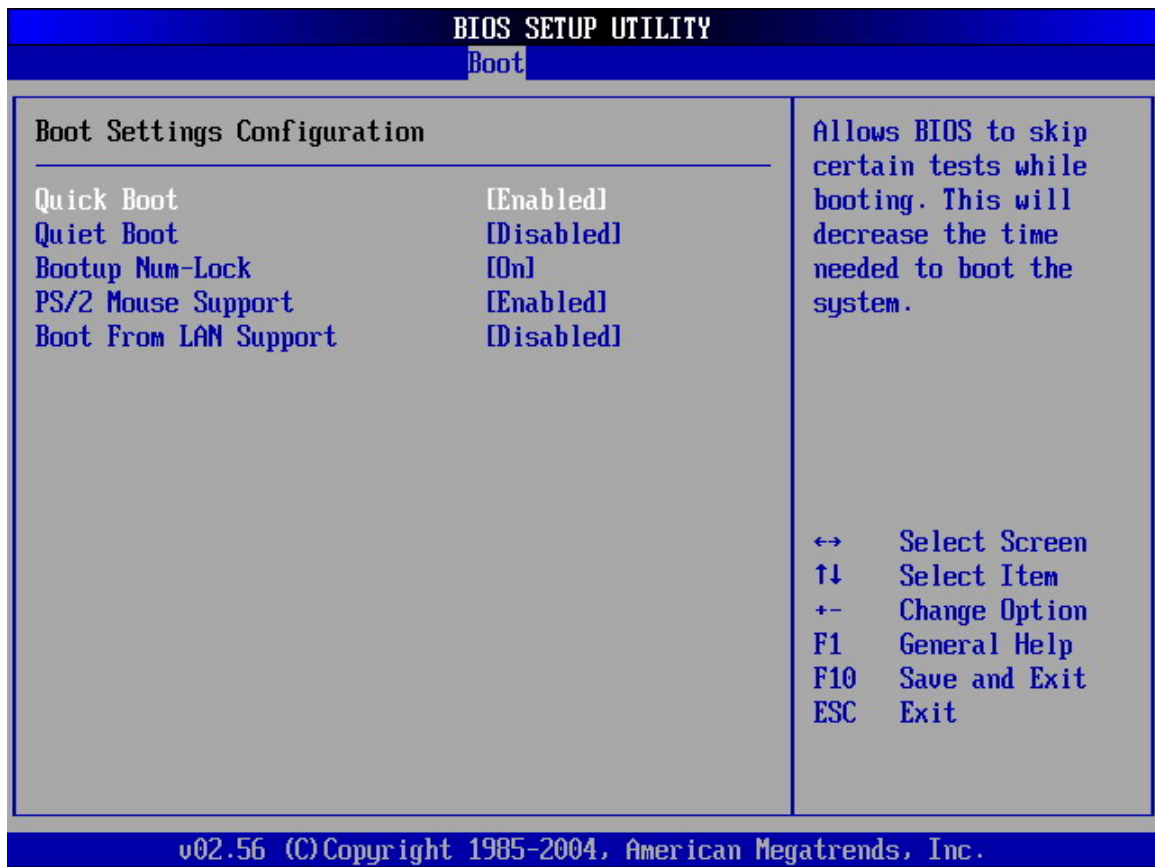 BIOS SETUP UTILITY
Boot
Boot Settings Configuration
Quick Boot [Enabled]
Quiet Boot [Disabled]
Bootup Num-Lock [On]
PS/2 Mouse Support [Enabled]
Boot From LAN Support [Disabled]
Allows BIOS to skip
certain tests while
booting. This will
decrease the time
needed to boot the
system.
←→ Select Screen
↑↓ Select Item
+- Change Option
F1 General Help
F10 Save and Exit
ESC Exit
v02.56 (C)Copyright 1985-2004, American Megatrends, Inc.